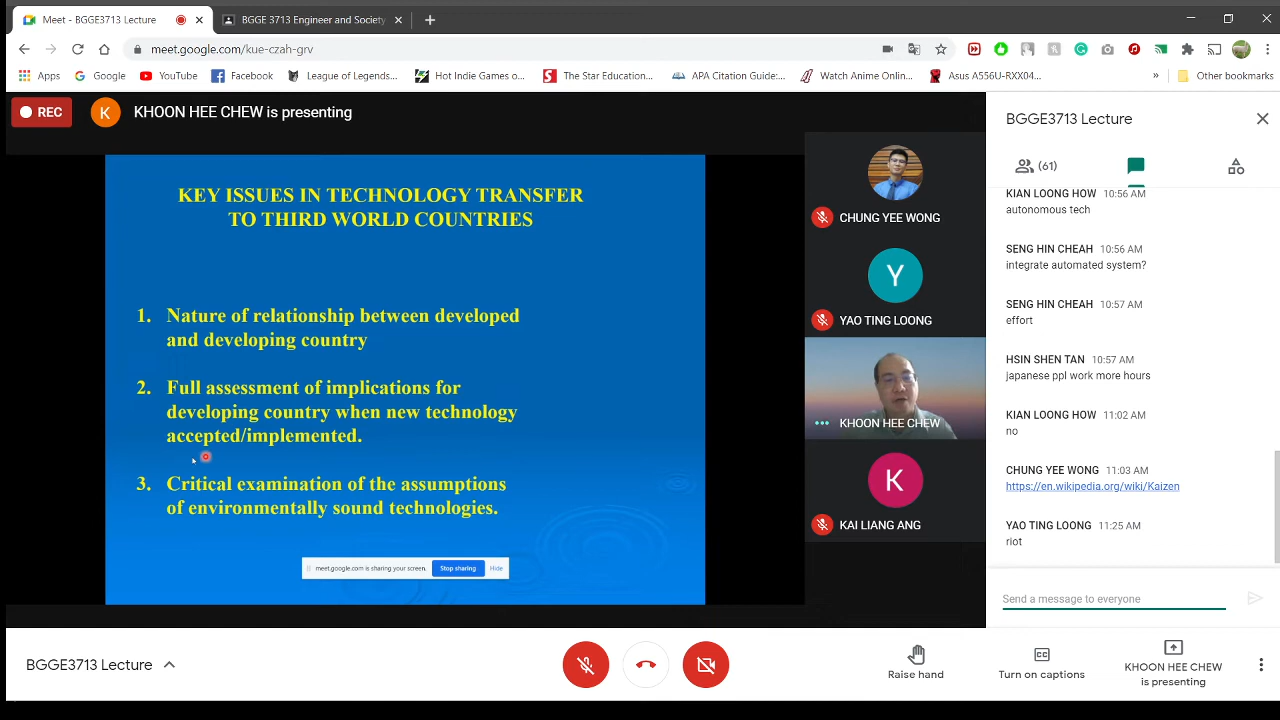 Meet - BGGE3713 Lecture
BGGE 3713 Engineer and Society
meet.google.com/kue-czah-grv
Apps
Google
YouTube
Facebook
League of Legends...
Hot Indie Games o...
The Star Education...
APA Citation Guide:...
Watch Anime Online...
Asus A556U-RXX04...
»
Other bookmarks
REC
K
KHOON HEE CHEW is presenting
KEY ISSUES IN TECHNOLOGY TRANSFER
TO THIRD WORLD COUNTRIES
1. Nature of relationship between developed
and developing country
2. Full assessment of implications for
developing country when new technology
accepted/implemented.
3. Critical examination of the assumptions
of environmentally sound technologies.
meet.google.com is sharing your screen.
Stop sharing
Hide
CHUNG YEE WONG
Y
YAO TING LOONG
KHOON HEE CHEW
K
KAI LIANG ANG
BGGE3713 Lecture
(61)
KIAN LOONG HOW 10:56 AM
autonomous tech
SENG HIN CHEAH 10:56 AM
integrate automated system?
SENG HIN CHEAH 10:57 AM
effort
HSIN SHEN TAN 10:57 AM
japanese ppl work more hours
KIAN LOONG HOW 11:02 AM
no
CHUNG YEE WONG 11:03 AM
https://en.wikipedia.org/wiki/Kaizen
YAO TING LOONG 11:25 AM
riot
Send a message to everyone
BGGE3713 Lecture
Raise hand
CC
Turn on captions
KHOON HEE CHEW
is presenting